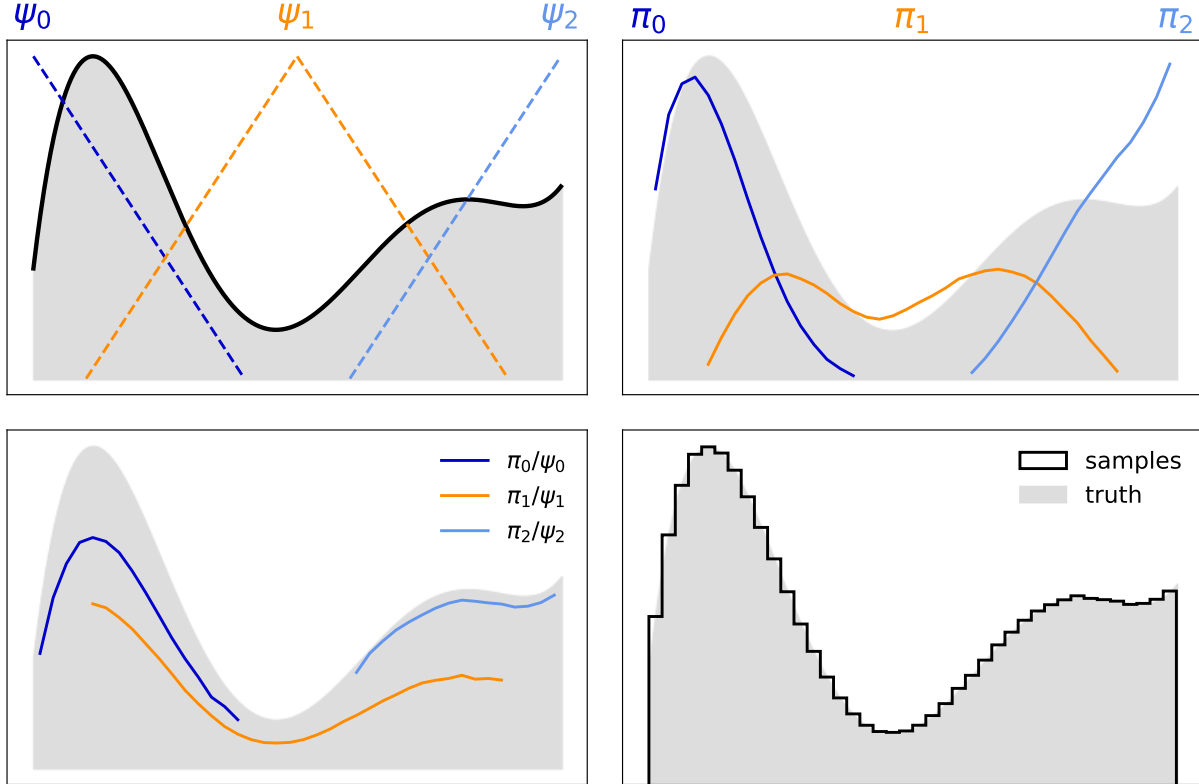 ψ₀ ψ₁ ψ₂
π₀ π₁ π₂
π₀/ψ₀
π₁/ψ₁
π₂/ψ₂
samples
truth